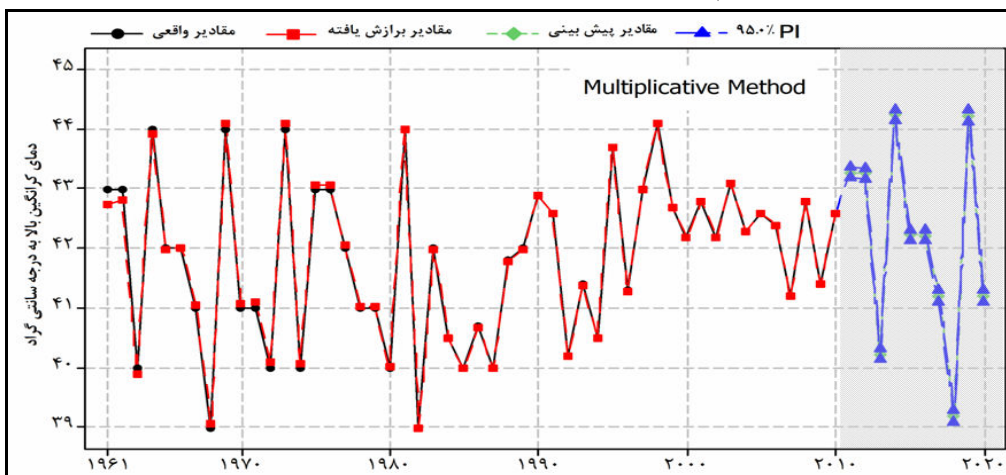 مقادیر واقعی مقادیر برازش یافته مقادیر پیش بینی ۹۵.۰٪ PI
Multiplicative Method
دمای کرانگین بالا به درجه سانتی گراد
۴۵
۴۴
۴۳
۴۲
۴۱
۴۰
۳۹
۱۹۶۱ ۱۹۷۰ ۱۹۸۰ ۱۹۹۰ ۲۰۰۰ ۲۰۱۰ ۲۰۲۰